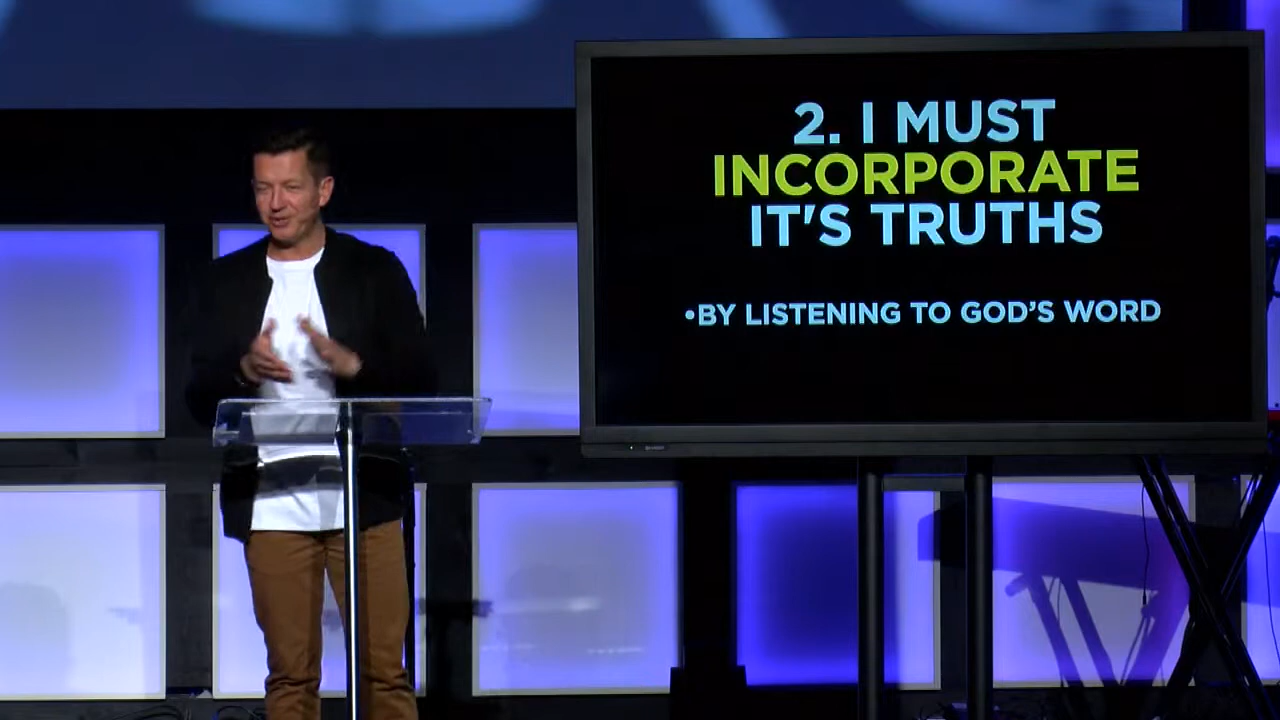 2. I MUST
INCORPORATE
IT'S TRUTHS
•BY LISTENING TO GOD'S WORD